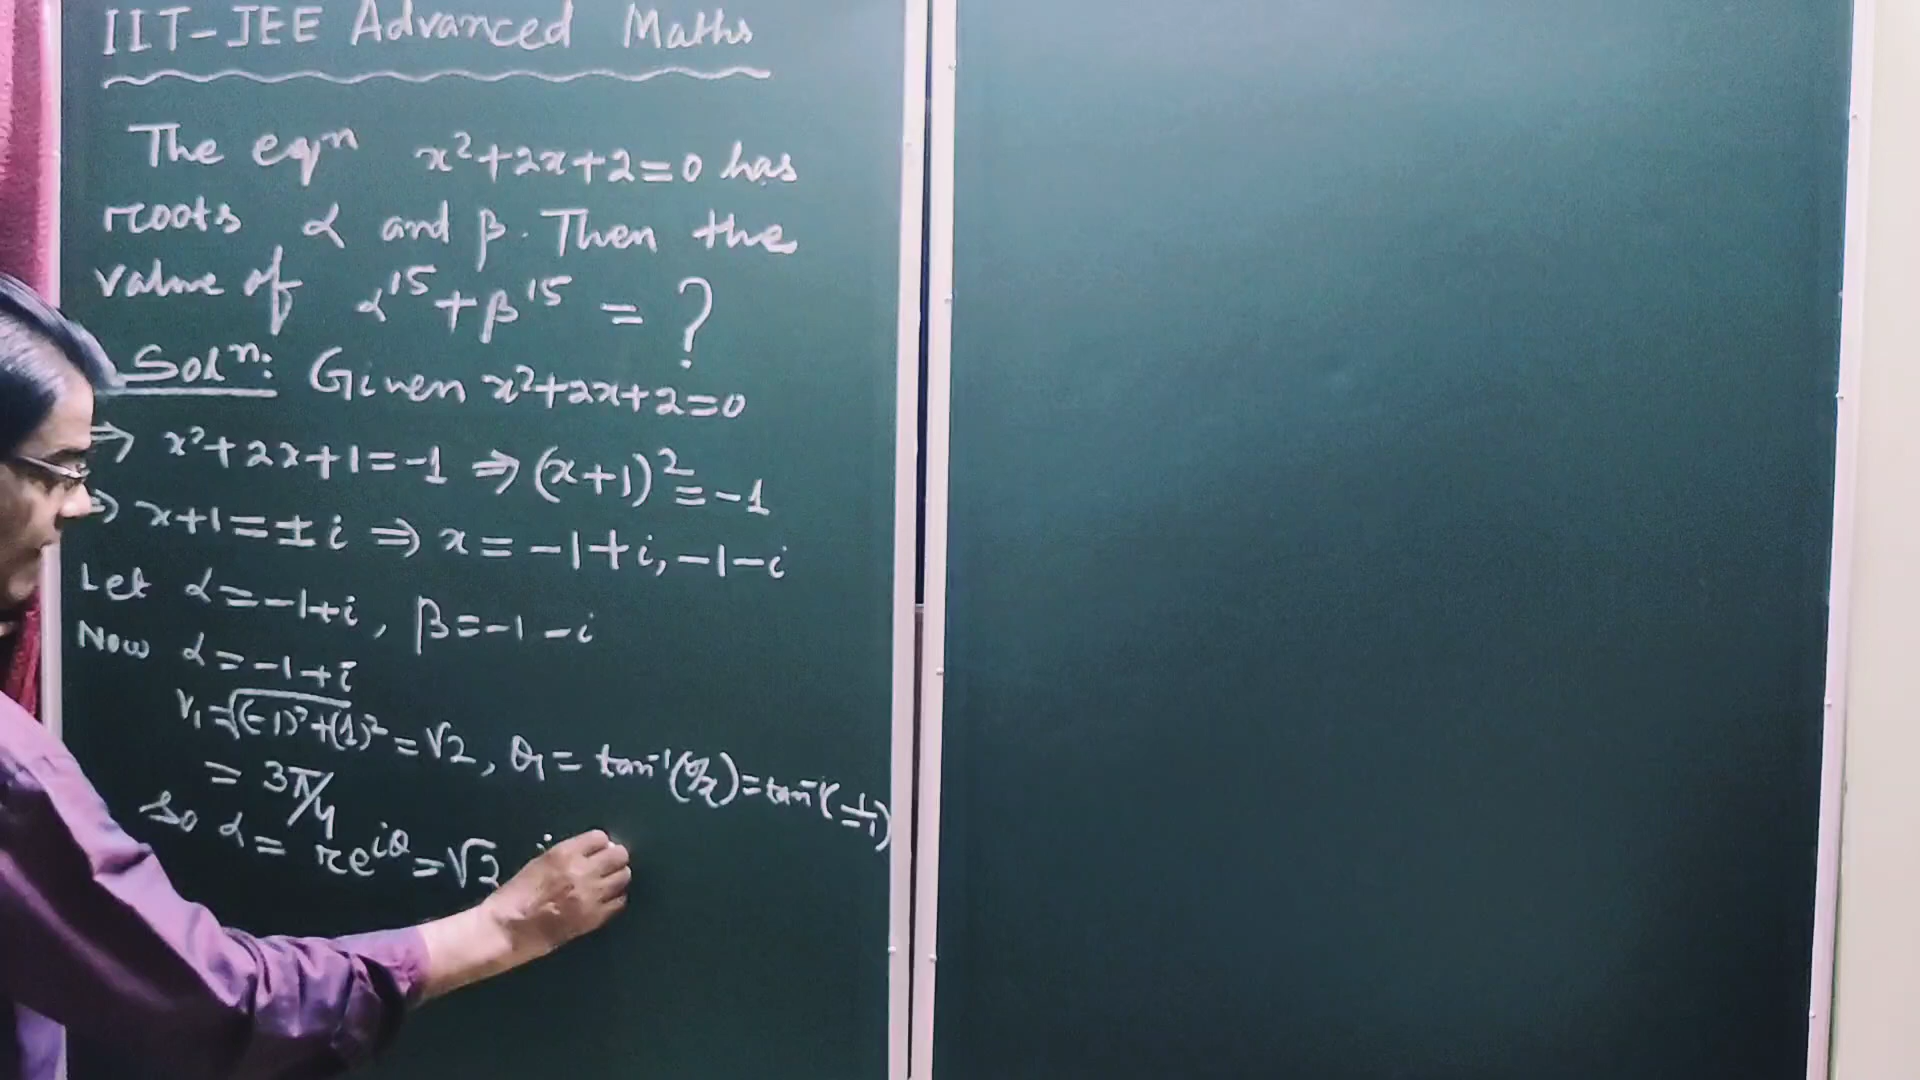 IIT-JEE Advanced Maths
The eqn x²+2x+2=0 has
roots α and β. Then the
value of α¹⁵+β¹⁵ = ?
Solⁿ: Given x²+2x+2=0
⇒ x²+2x+1=-1 ⇒ (x+1)²=-1
⇒ x+1=±i ⇒ x=-1+i, -1-i
Let α=-1+i, β=-1-i
Now α=-1+i
r₁=√(-1)²+(1)²=√2, θ₁=tan⁻¹(y/x)=tan⁻¹(1/-1)
= 3π/4
So α= re^iθ=√2